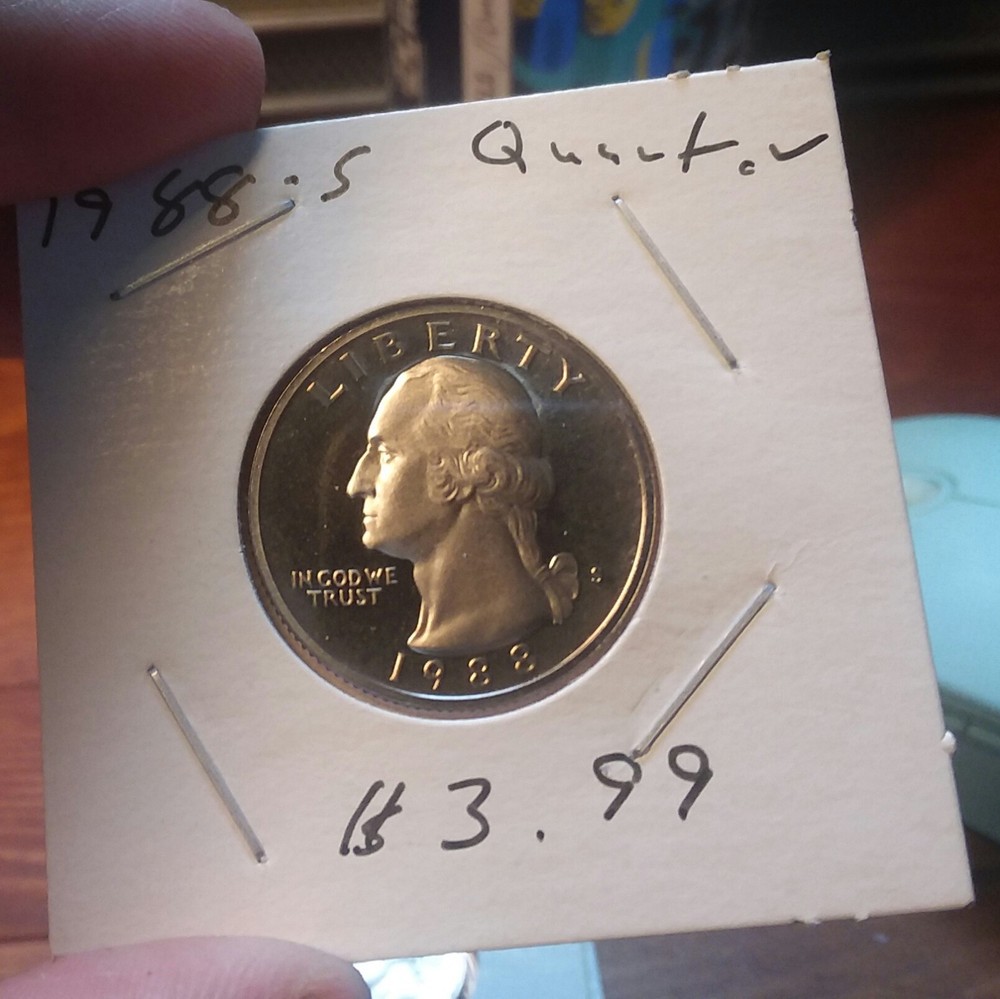 1988-S Quarter
LIBERTY
IN GOD WE
TRUST
S
1988
$3.99